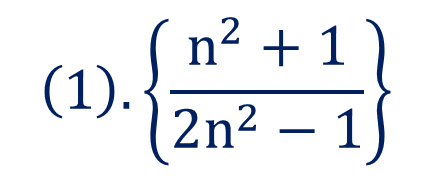 (1). {(n² + 1)/(2n² − 1)}